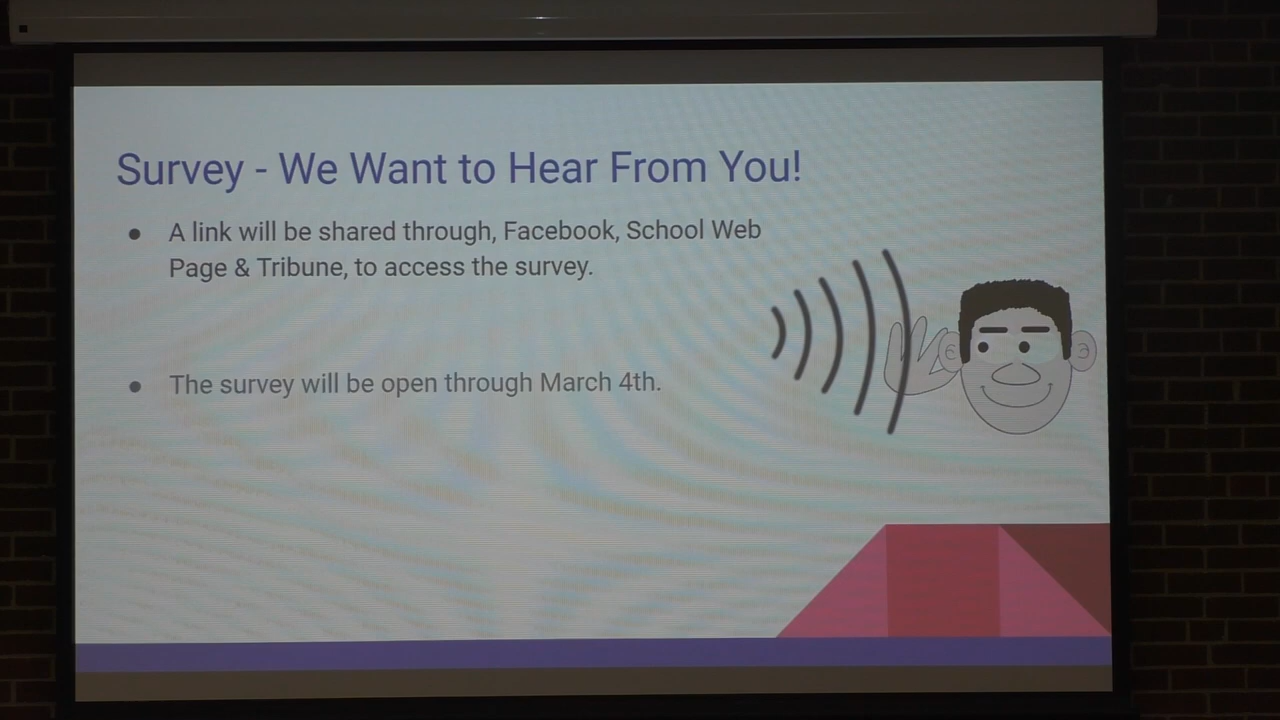 Survey - We Want to Hear From You!
● A link will be shared through, Facebook, School Web
Page & Tribune, to access the survey.
● The survey will be open through March 4th.